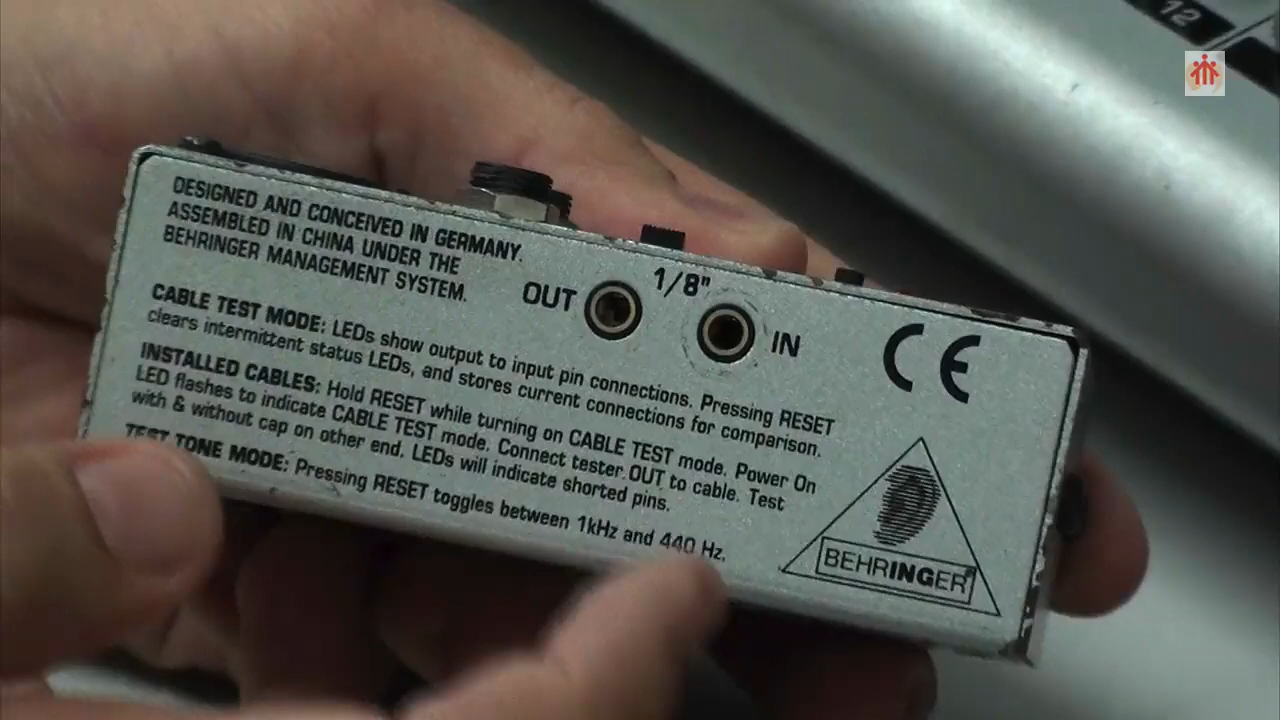 12
DESIGNED AND CONCEIVED IN GERMANY.
ASSEMBLED IN CHINA UNDER THE
BEHRINGER MANAGEMENT SYSTEM.
OUT
1/8"
IN
CE
CABLE TEST MODE: LEDs show output to input pin connections. Pressing RESET
clears intermittent status LEDs, and stores current connections for comparison.
INSTALLED CABLES: Hold RESET while turning on CABLE TEST mode. Power On
LED flashes to indicate CABLE TEST mode. Connect tester OUT to cable. Test
with & without cap on other end. LEDs will indicate shorted pins.
TEST TONE MODE: Pressing RESET toggles between 1kHz and 440 Hz.
BEHRINGER